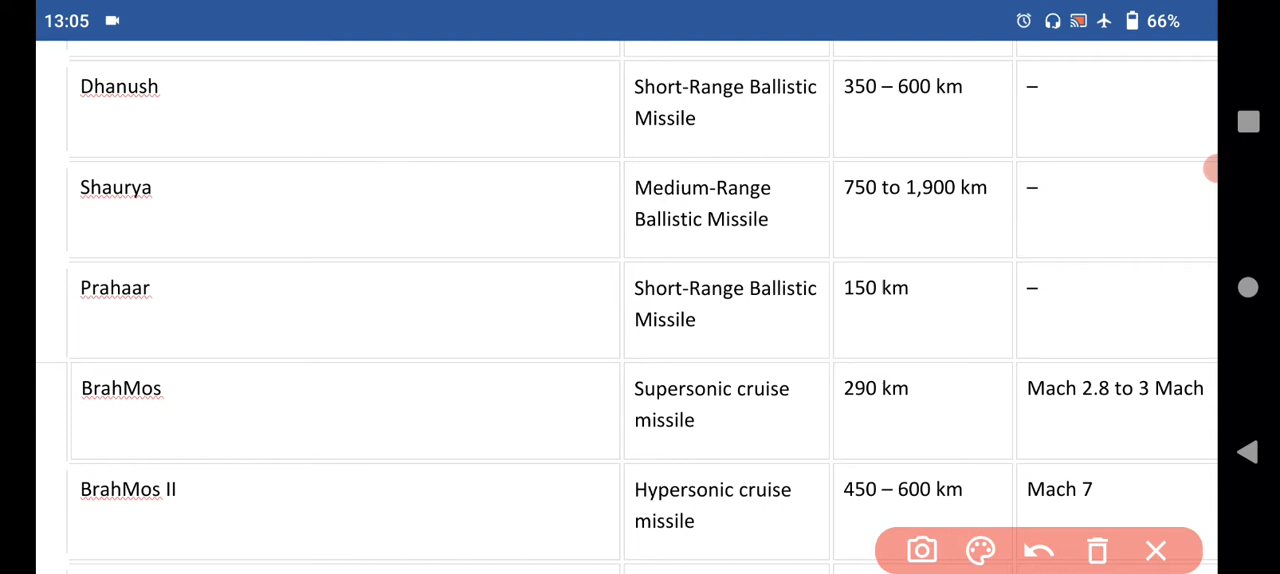 13:05
66%
Dhanush
Short-Range Ballistic
Missile
350 – 600 km
–
Shaurya
Medium-Range
Ballistic Missile
750 to 1,900 km
–
Prahaar
Short-Range Ballistic
Missile
150 km
–
BrahMos
Supersonic cruise
missile
290 km
Mach 2.8 to 3 Mach
BrahMos II
Hypersonic cruise
missile
450 – 600 km
Mach 7